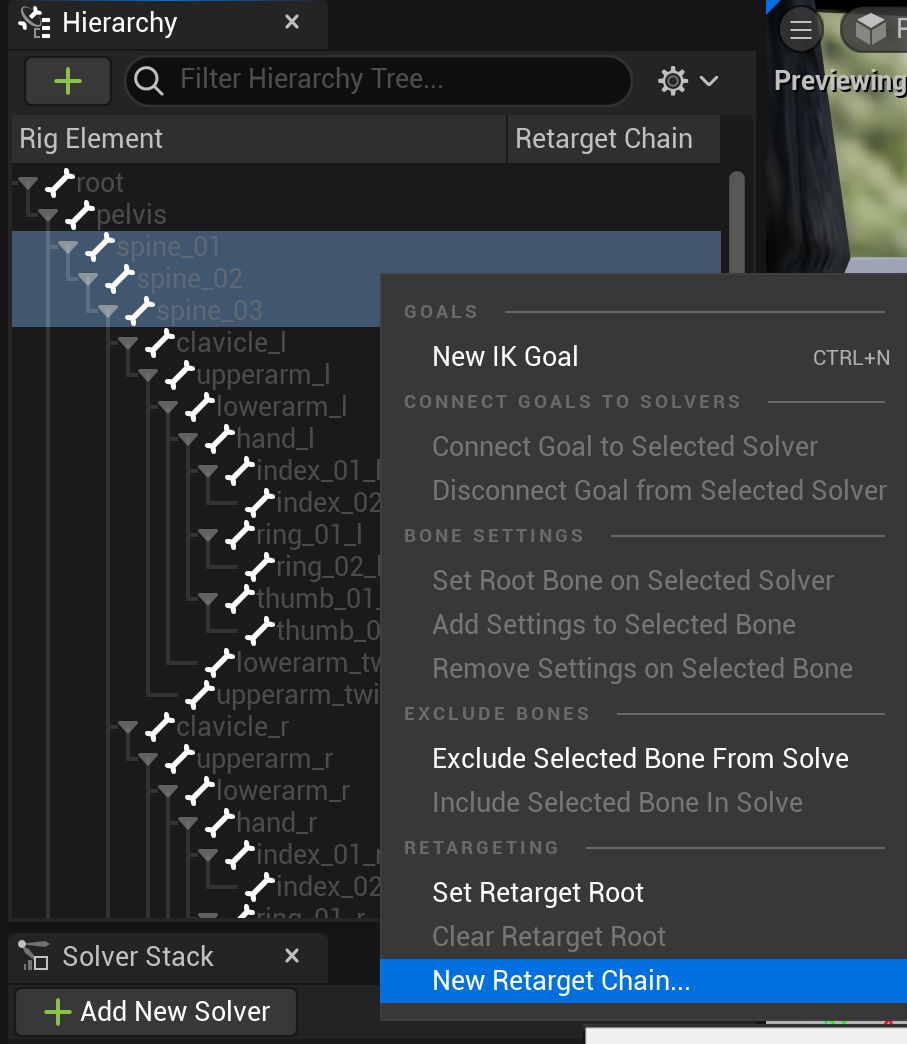 Hierarchy
Filter Hierarchy Tree...
Previewing
Rig Element
Retarget Chain
root
pelvis
spine_01
spine_02
spine_03
GOALS
clavicle_l
New IK Goal
CTRL+N
upperarm_l
CONNECT GOALS TO SOLVERS
lowerarm_l
hand_l
Connect Goal to Selected Solver
index_01_l
Disconnect Goal from Selected Solver
index_02
ring_01_l
BONE SETTINGS
ring_02_l
Set Root Bone on Selected Solver
thumb_01_
Add Settings to Selected Bone
thumb_0
lowerarm_tw
Remove Settings on Selected Bone
upperarm_twi
EXCLUDE BONES
clavicle_r
upperarm_r
Exclude Selected Bone From Solve
lowerarm_r
Include Selected Bone In Solve
hand_r
RETARGETING
index_01_r
index_02
Set Retarget Root
ring_01_r
Clear Retarget Root
Solver Stack
New Retarget Chain...
Add New Solver